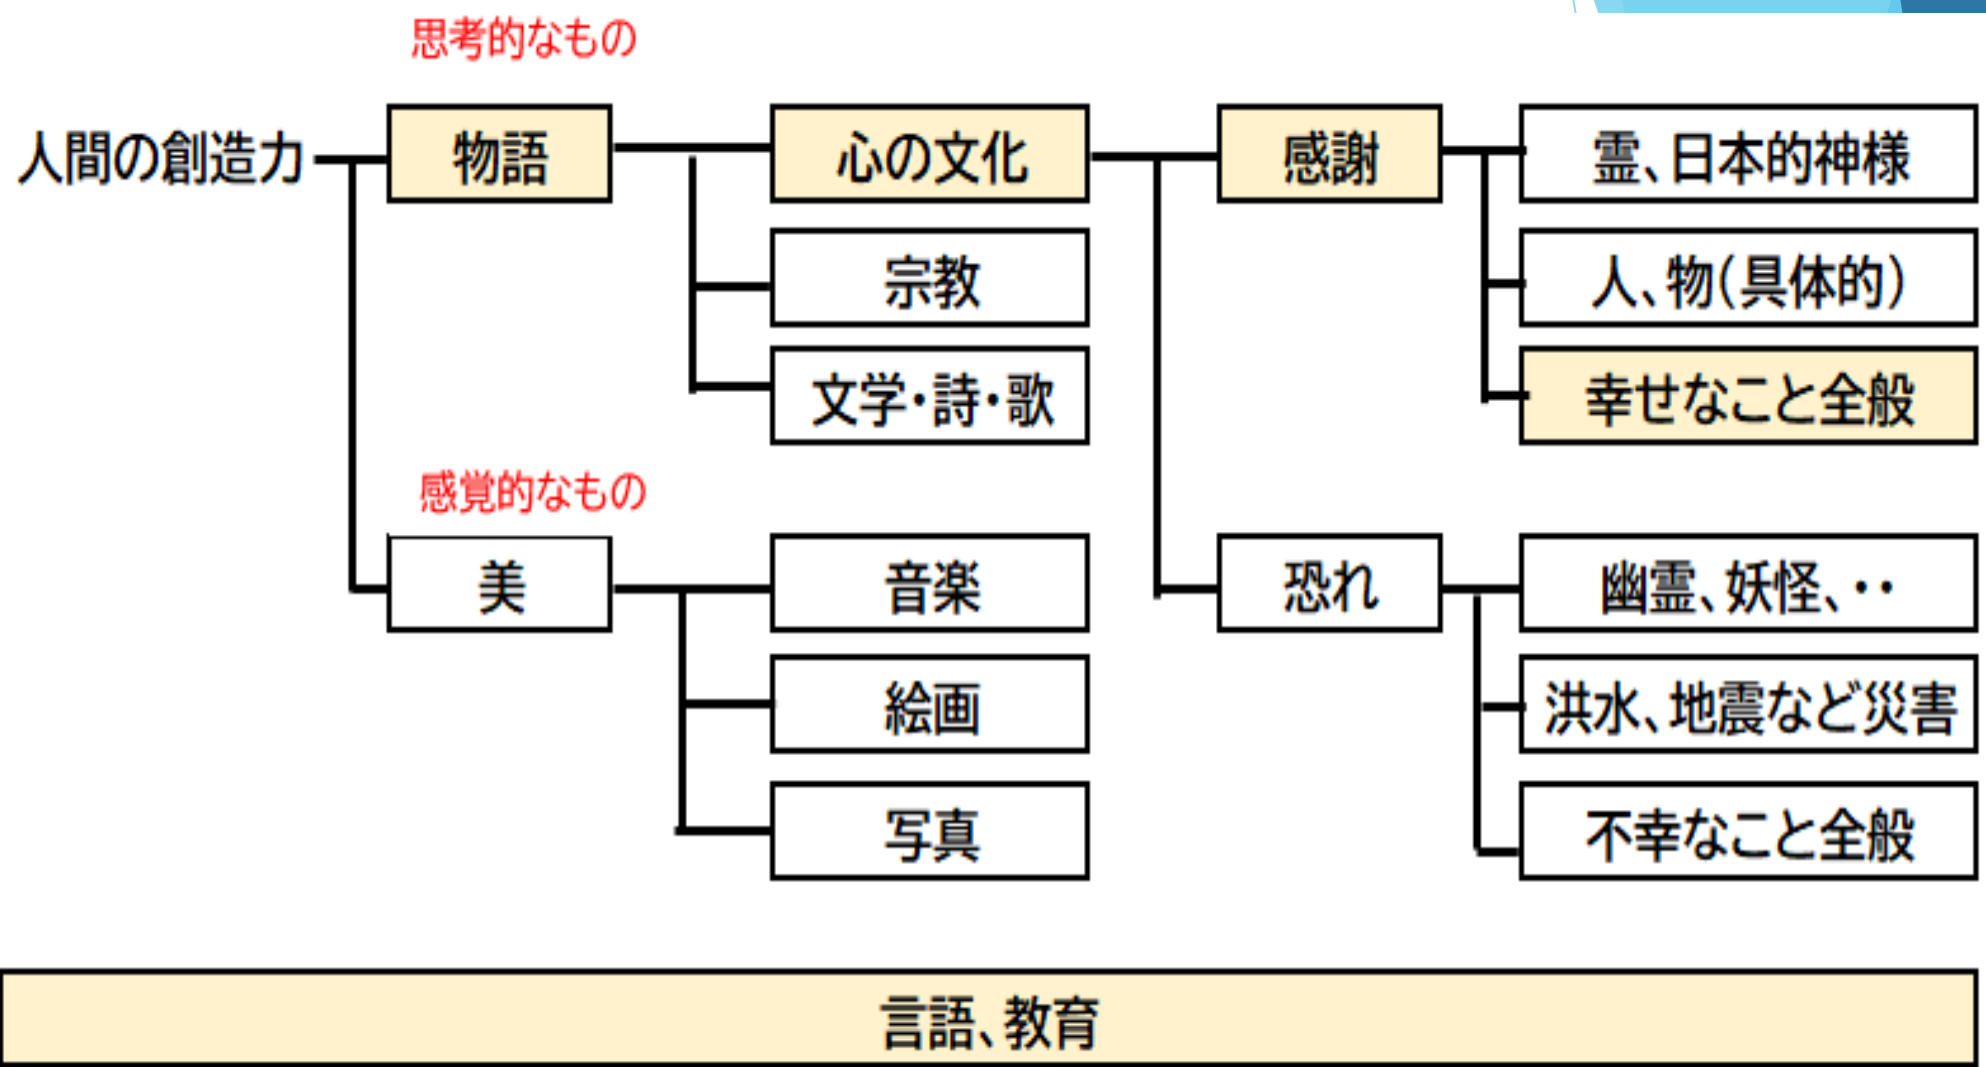 思考的なもの
人間の創造力
物語
心の文化
感謝
霊、日本的神様
宗教
人、物(具体的)
文学・詩・歌
幸せなこと全般
感覚的なもの
美
音楽
恐れ
幽霊、妖怪、・・
絵画
洪水、地震など災害
写真
不幸なこと全般
言語、教育